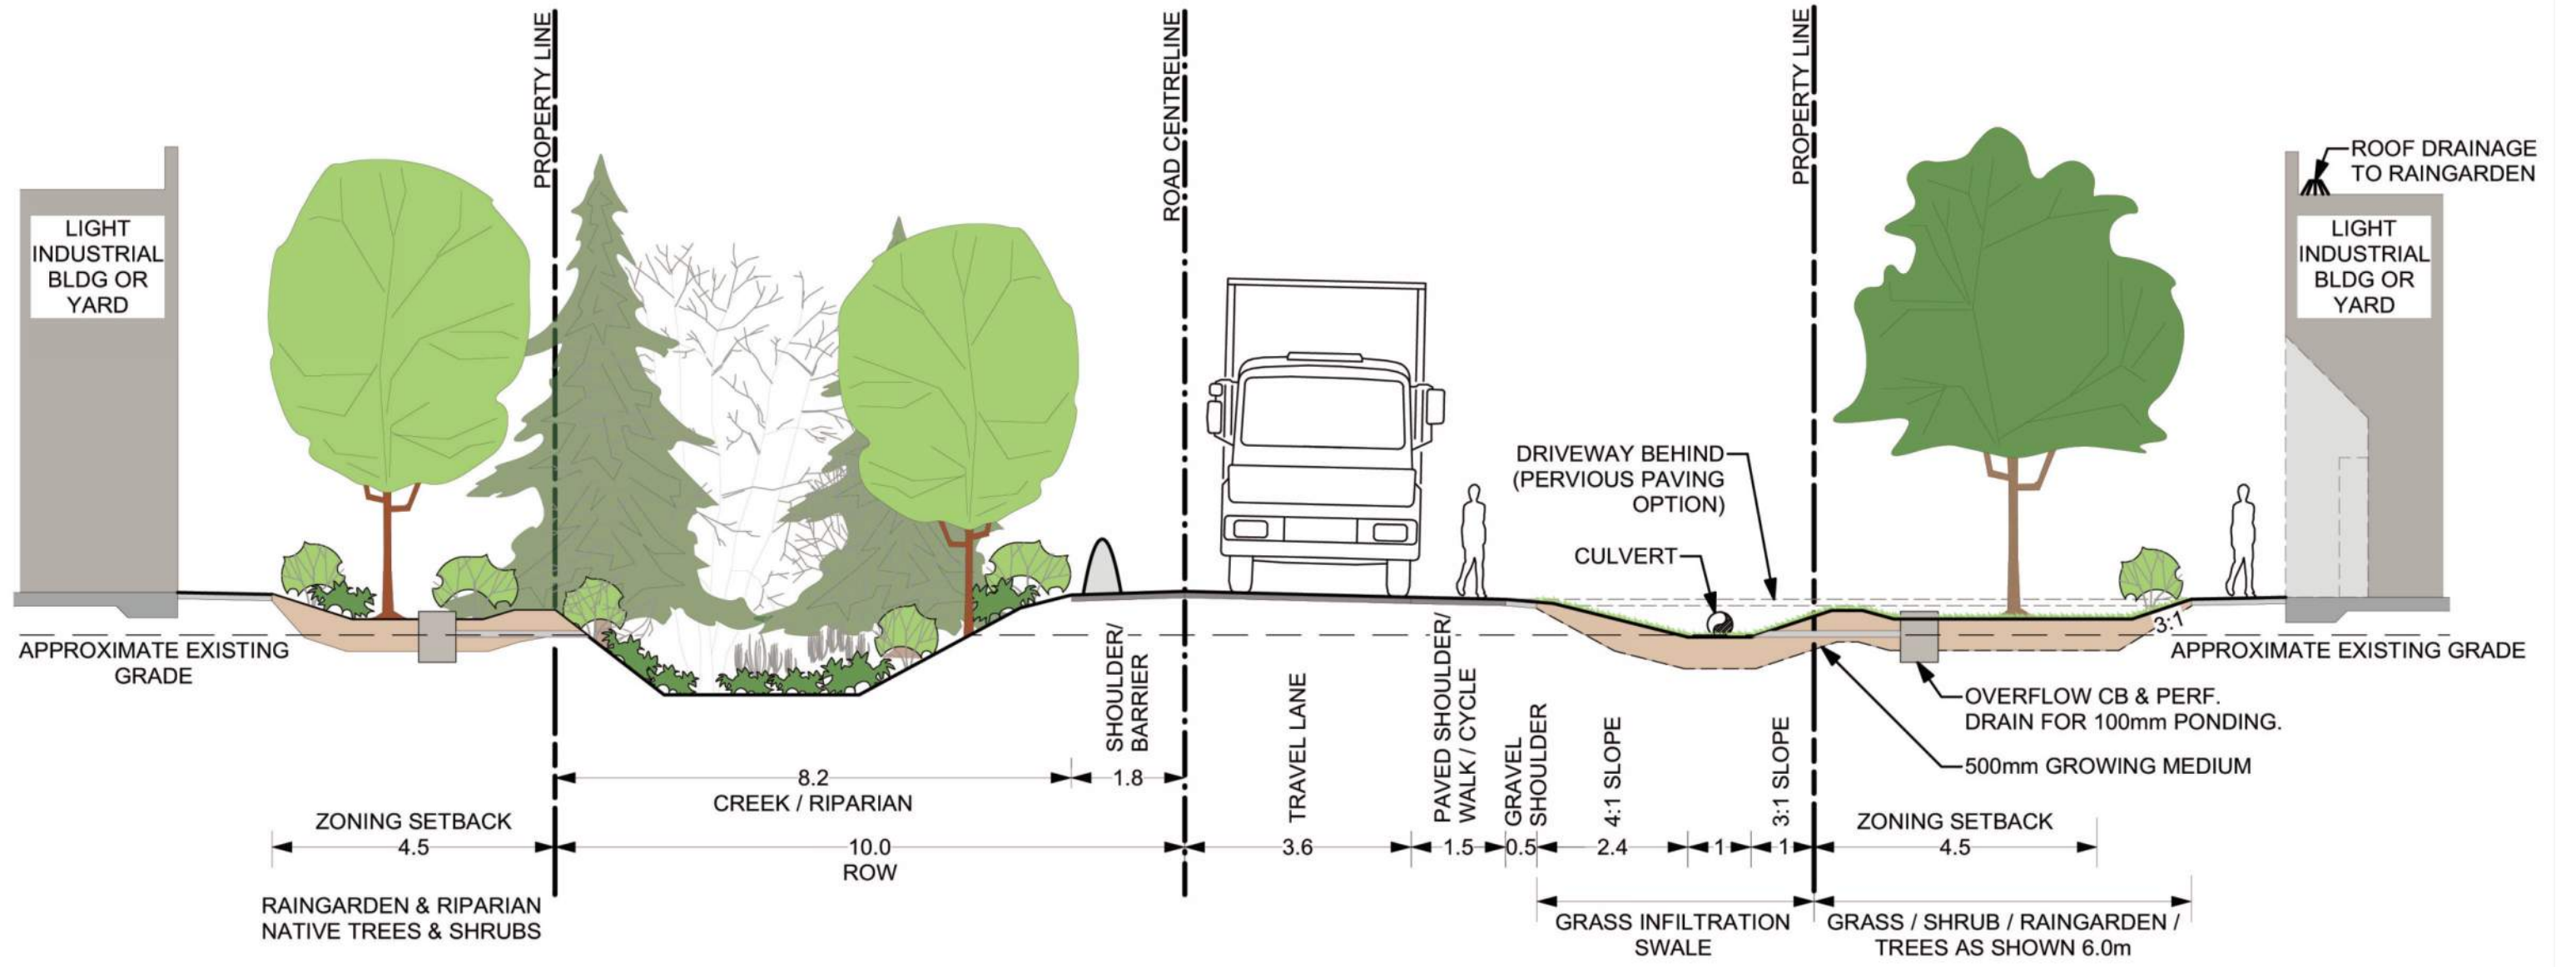 PROPERTY LINE
ROAD CENTRELINE
PROPERTY LINE
ROOF DRAINAGE
TO RAINGARDEN
LIGHT
INDUSTRIAL
BLDG OR
YARD
LIGHT
INDUSTRIAL
BLDG OR
YARD
DRIVEWAY BEHIND
(PERVIOUS PAVING
OPTION)
CULVERT
3:1
APPROXIMATE EXISTING
GRADE
APPROXIMATE EXISTING GRADE
OVERFLOW CB & PERF.
DRAIN FOR 100mm PONDING.
500mm GROWING MEDIUM
SHOULDER/
BARRIER
TRAVEL LANE
PAVED SHOULDER/
WALK / CYCLE
GRAVEL
SHOULDER
4:1 SLOPE
3:1 SLOPE
8.2
1.8
CREEK / RIPARIAN
ZONING SETBACK
4.5
10.0
ROW
3.6
1.5
0.5
2.4
1
1
ZONING SETBACK
4.5
RAINGARDEN & RIPARIAN
NATIVE TREES & SHRUBS
GRASS INFILTRATION
SWALE
GRASS / SHRUB / RAINGARDEN /
TREES AS SHOWN 6.0m